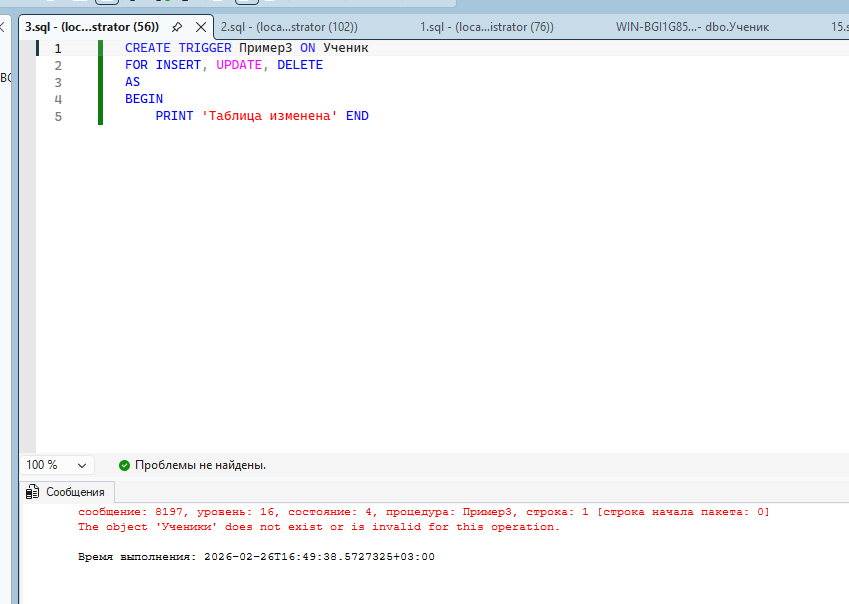 3.sql - (loc...strator (56)) 2.sql - (loca...strator (102)) 1.sql - (loca...istrator (76)) WIN-BGI1G85...- dbo.Ученик 15.s
1 CREATE TRIGGER Пример3 ON Ученик
2 FOR INSERT, UPDATE, DELETE
3 AS
4 BEGIN
5 PRINT 'Таблица изменена' END
100 % Проблемы не найдены.
Сообщения
сообщение: 8197, уровень: 16, состояние: 4, процедура: Пример3, строка: 1 [строка начала пакета: 0]
The object 'Ученики' does not exist or is invalid for this operation.
Время выполнения: 2026-02-26T16:49:38.5727325+03:00